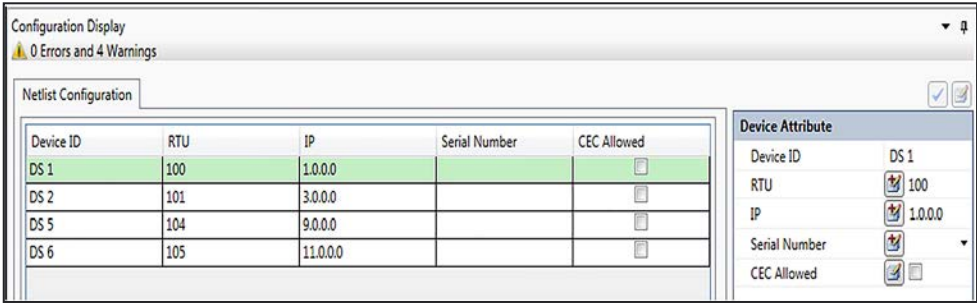 Configuration Display
0 Errors and 4 Warnings
Netlist Configuration
Device ID RTU IP Serial Number CEC Allowed
DS 1 100 1.0.0.0
DS 2 101 3.0.0.0
DS 5 104 9.0.0.0
DS 6 105 11.0.0.0
Device Attribute
Device ID DS 1
RTU 100
IP 1.0.0.0
Serial Number
CEC Allowed